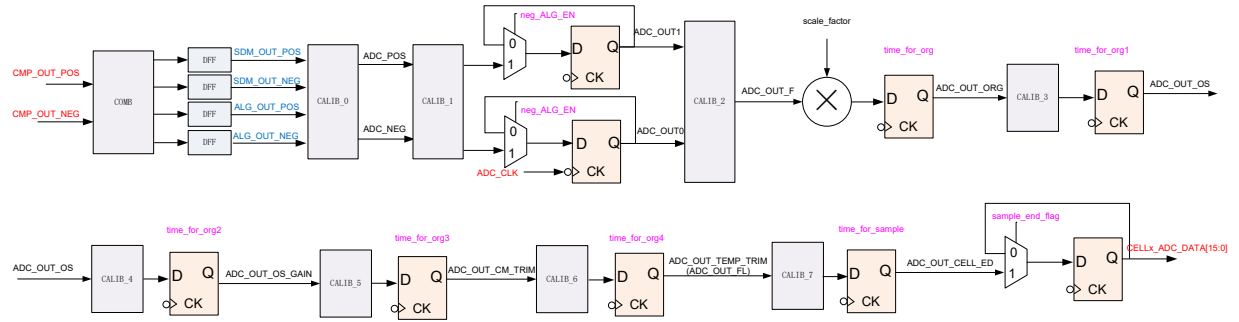 neg_ALG_EN
scale_factor
0
1
D
Q
CK
ADC_OUT1
CMP_OUT_POS
CMP_OUT_NEG
COMB
DFF
SDM_OUT_POS
DFF
SDM_OUT_NEG
DFF
ALG_OUT_POS
DFF
ALG_OUT_NEG
CALIB_0
ADC_POS
ADC_NEG
CALIB_1
neg_ALG_EN
0
1
D
Q
CK
ADC_CLK
ADC_OUT0
CALIB_2
ADC_OUT_F
time_for_org
D
Q
CK
ADC_OUT_ORG
CALIB_3
time_for_org1
D
Q
CK
ADC_OUT_OS
ADC_OUT_OS
CALIB_4
time_for_org2
D
Q
CK
ADC_OUT_OS_GAIN
CALIB_5
time_for_org3
D
Q
CK
ADC_OUT_CM_TRIM
CALIB_6
time_for_org4
D
Q
CK
ADC_OUT_TEMP_TRIM
(ADC_OUT_FL)
CALIB_7
time_for_sample
D
Q
CK
ADC_OUT_CELL_ED
sample_end_flag
0
1
D
Q
CK
CELLx_ADC_DATA[15:0]